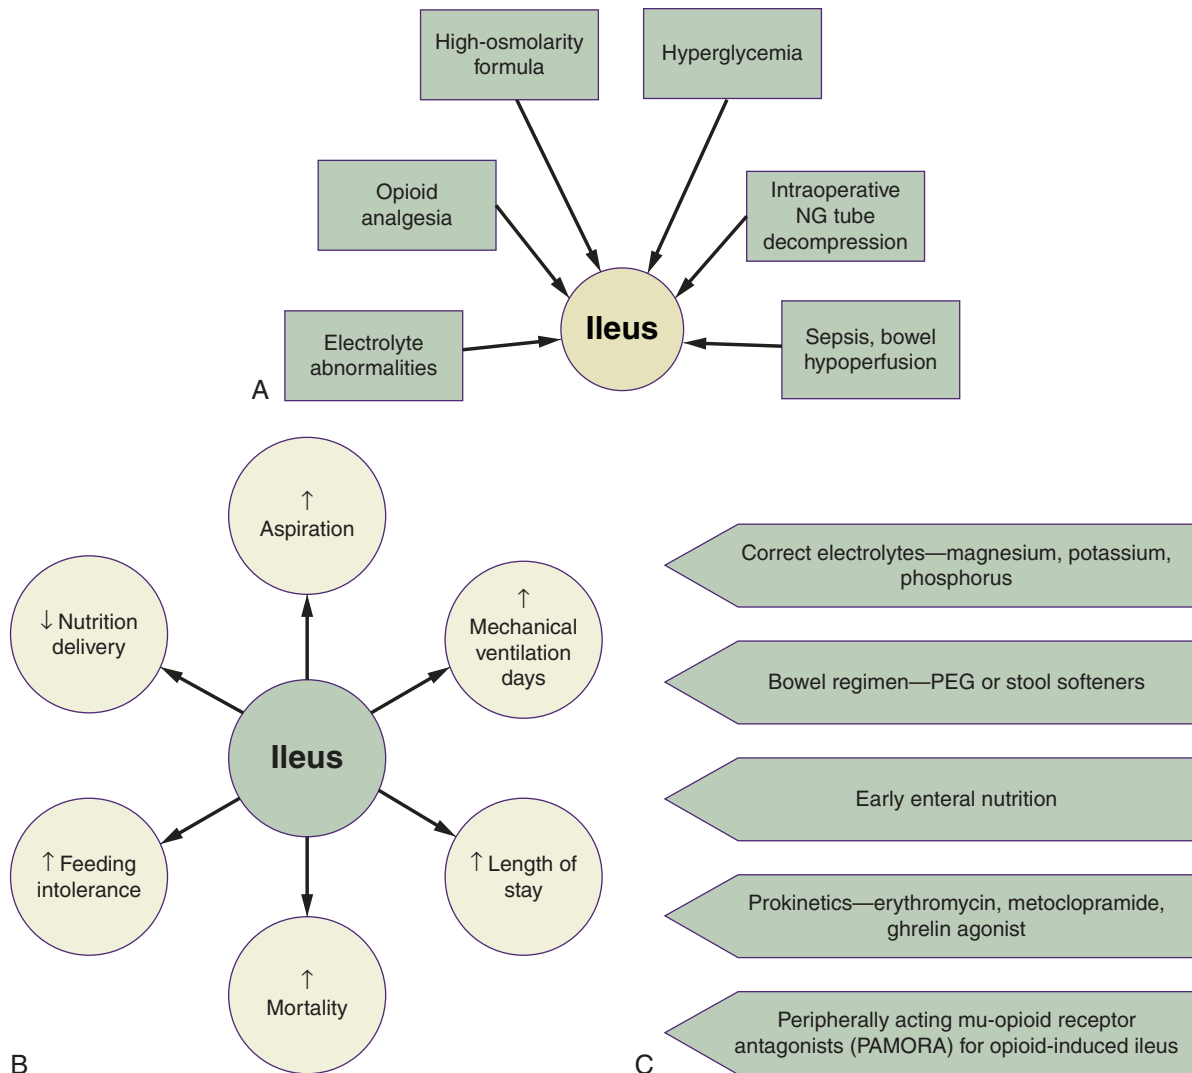 High-osmolarity
formula
Hyperglycemia
Opioid
analgesia
Intraoperative
NG tube
decompression
Electrolyte
abnormalities
Ileus
Sepsis, bowel
hypoperfusion
A
↑
Aspiration
↓ Nutrition
delivery
↑
Mechanical
ventilation
days
Ileus
↑ Feeding
intolerance
↑ Length of
stay
↑
Mortality
B
Correct electrolytes—magnesium, potassium,
phosphorus
Bowel regimen—PEG or stool softeners
Early enteral nutrition
Prokinetics—erythromycin, metoclopramide,
ghrelin agonist
Peripherally acting mu-opioid receptor
antagonists (PAMORA) for opioid-induced ileus
C